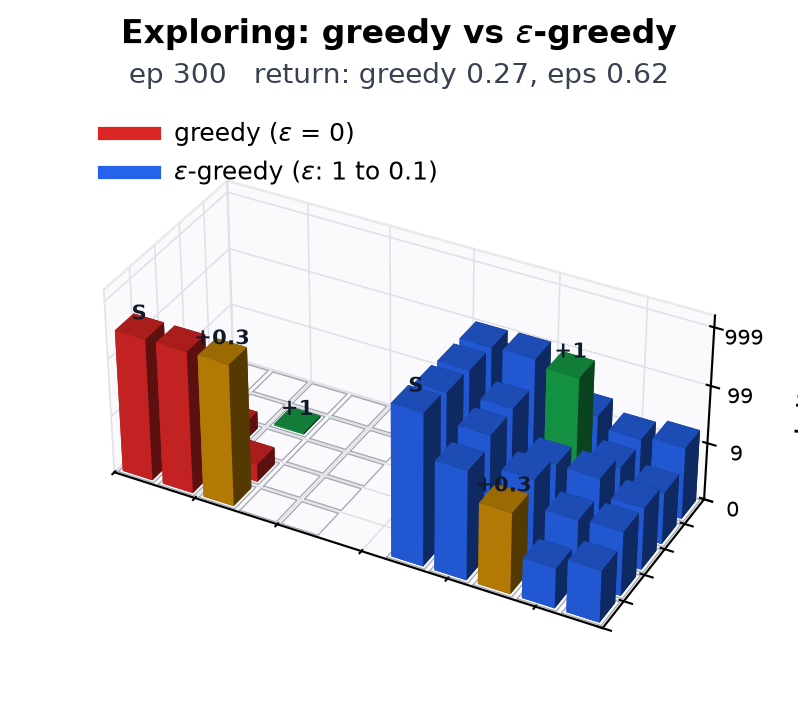 Exploring: greedy vs ε-greedy
ep 300   return: greedy 0.27, eps 0.62
greedy (ε = 0)
ε-greedy (ε: 1 to 0.1)
S
+0.3
+1
S
+1
+0.3
999
99
9
0